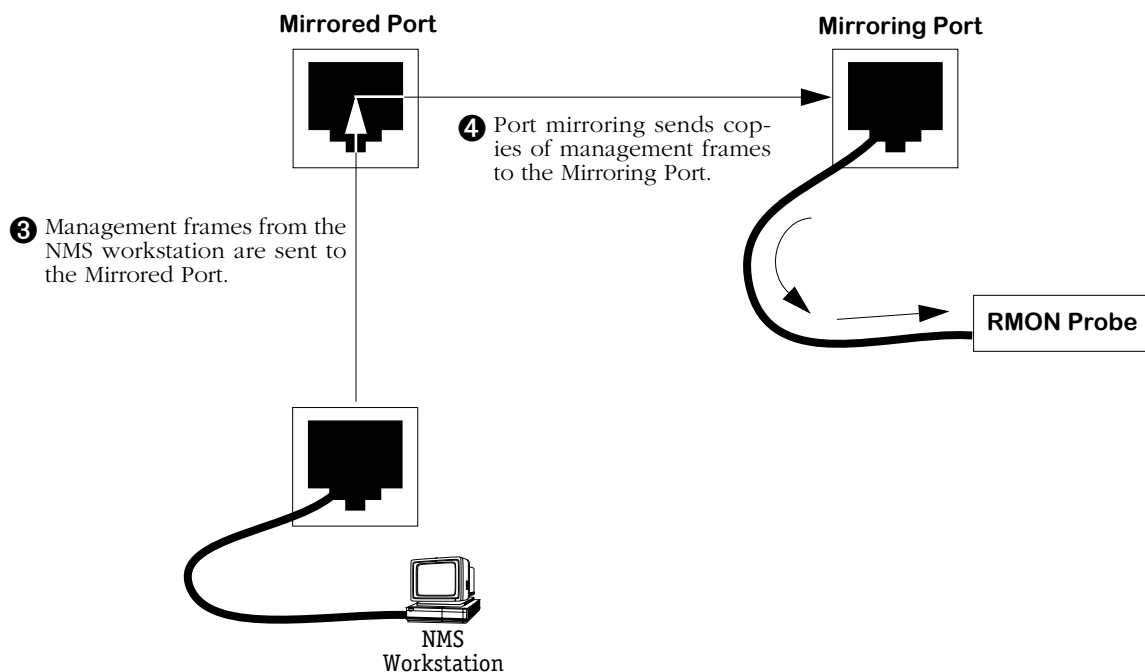 Mirrored Port
Mirroring Port
❹ Port mirroring sends cop-
ies of management frames
to the Mirroring Port.
❸ Management frames from the
NMS workstation are sent to
the Mirrored Port.
RMON Probe
NMS
Workstation